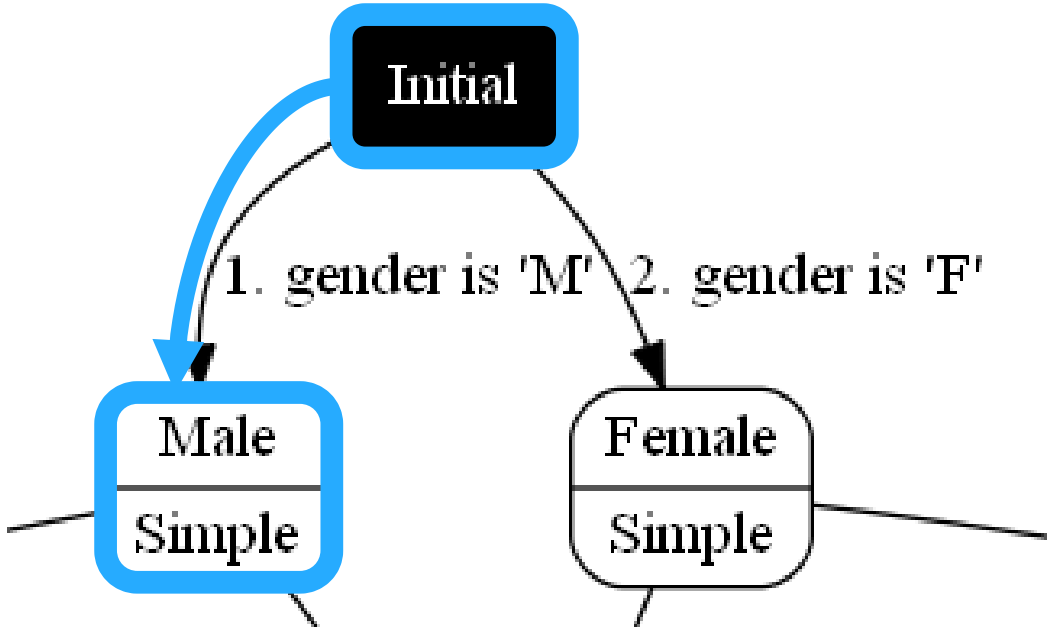 Initial
1. gender is 'M'
2. gender is 'F'
Male
Simple
Female
Simple